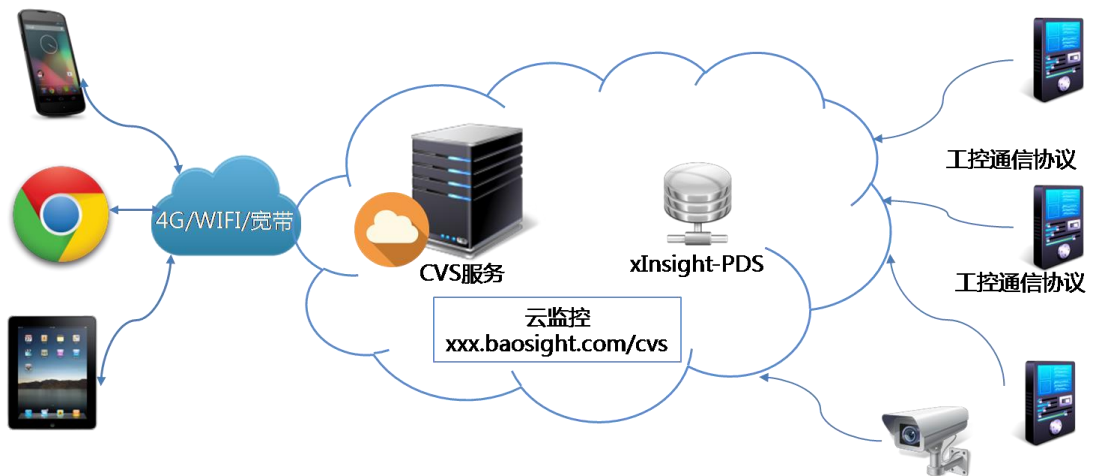 4G/WIFI/宽带
CVS服务
xInsight-PDS
云监控
xxx.baosight.com/cvs
工控通信协议
工控通信协议